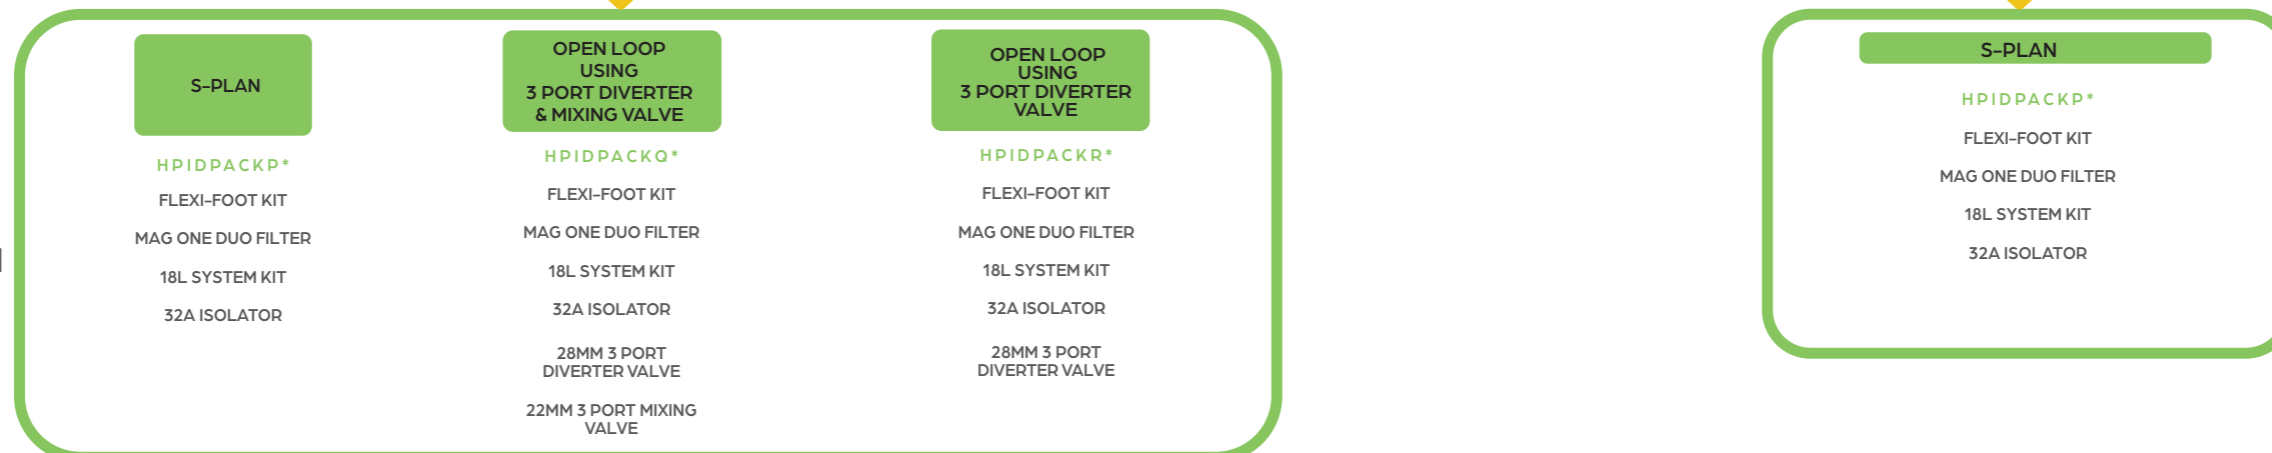 S-PLAN
HPIDPACKP*
FLEXI-FOOT KIT
MAG ONE DUO FILTER
18L SYSTEM KIT
32A ISOLATOR
OPEN LOOP
USING
3 PORT DIVERTER
& MIXING VALVE
HPIDPACKQ*
FLEXI-FOOT KIT
MAG ONE DUO FILTER
18L SYSTEM KIT
32A ISOLATOR
28MM 3 PORT
DIVERTER VALVE
22MM 3 PORT MIXING
VALVE
OPEN LOOP
USING
3 PORT DIVERTER
VALVE
HPIDPACKR*
FLEXI-FOOT KIT
MAG ONE DUO FILTER
18L SYSTEM KIT
32A ISOLATOR
28MM 3 PORT
DIVERTER VALVE
S-PLAN
HPIDPACKP*
FLEXI-FOOT KIT
MAG ONE DUO FILTER
18L SYSTEM KIT
32A ISOLATOR